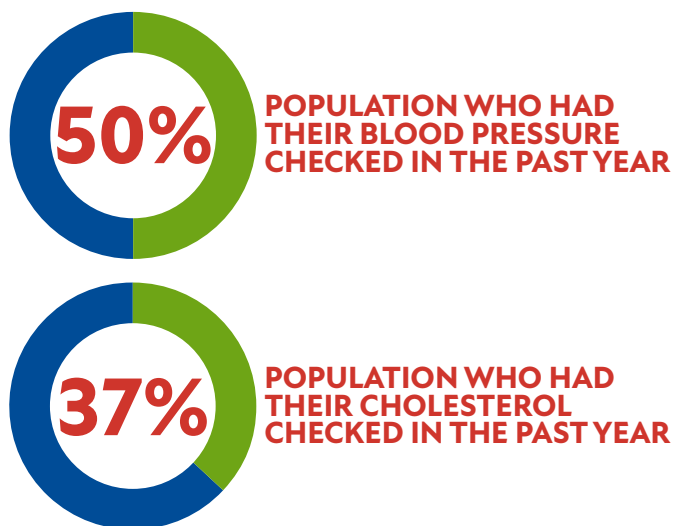 50%
POPULATION WHO HAD
THEIR BLOOD PRESSURE
CHECKED IN THE PAST YEAR
37%
POPULATION WHO HAD
THEIR CHOLESTEROL
CHECKED IN THE PAST YEAR